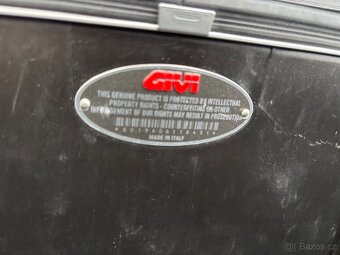 GIVI
THIS GENUINE PRODUCT IS PROTECTED BY INTELLECTUAL
PROPERTY RIGHTS - COUNTERFEITING OR OTHER
INFRINGEMENT OF OUR RIGHTS MAY RESULT IN PROSECUTION
MADE IN ITALY
Bazoš.cz